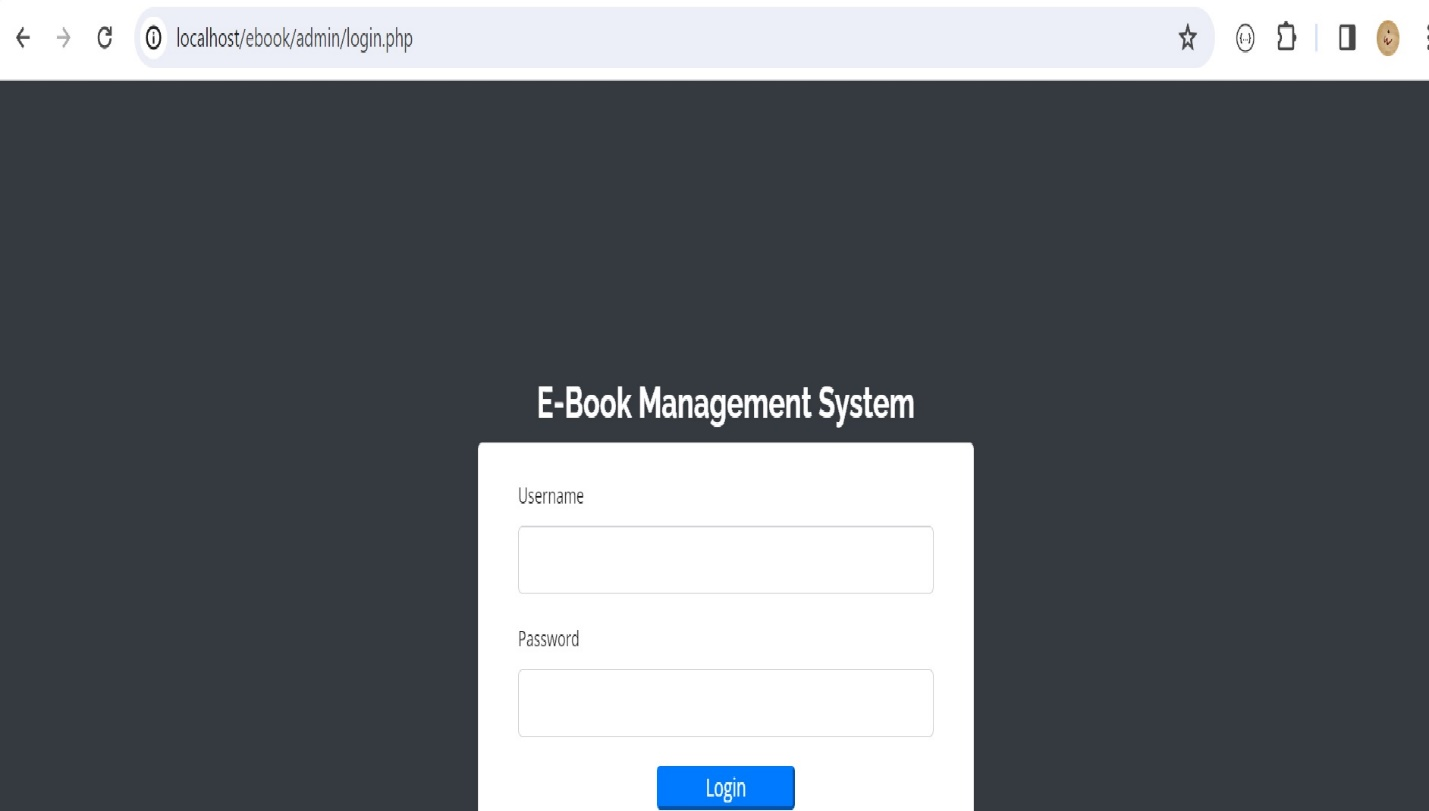 localhost/ebook/admin/login.php
E-Book Management System
Username
Password
Login